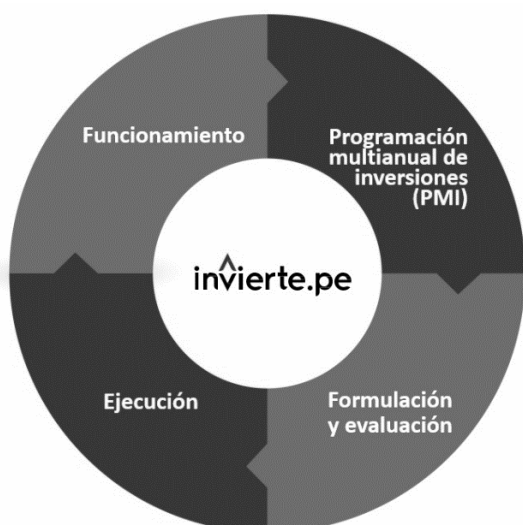 Funcionamiento
Programación
multianual de
inversiones
(PMI)
invierte.pe
Ejecución
Formulación
y evaluación